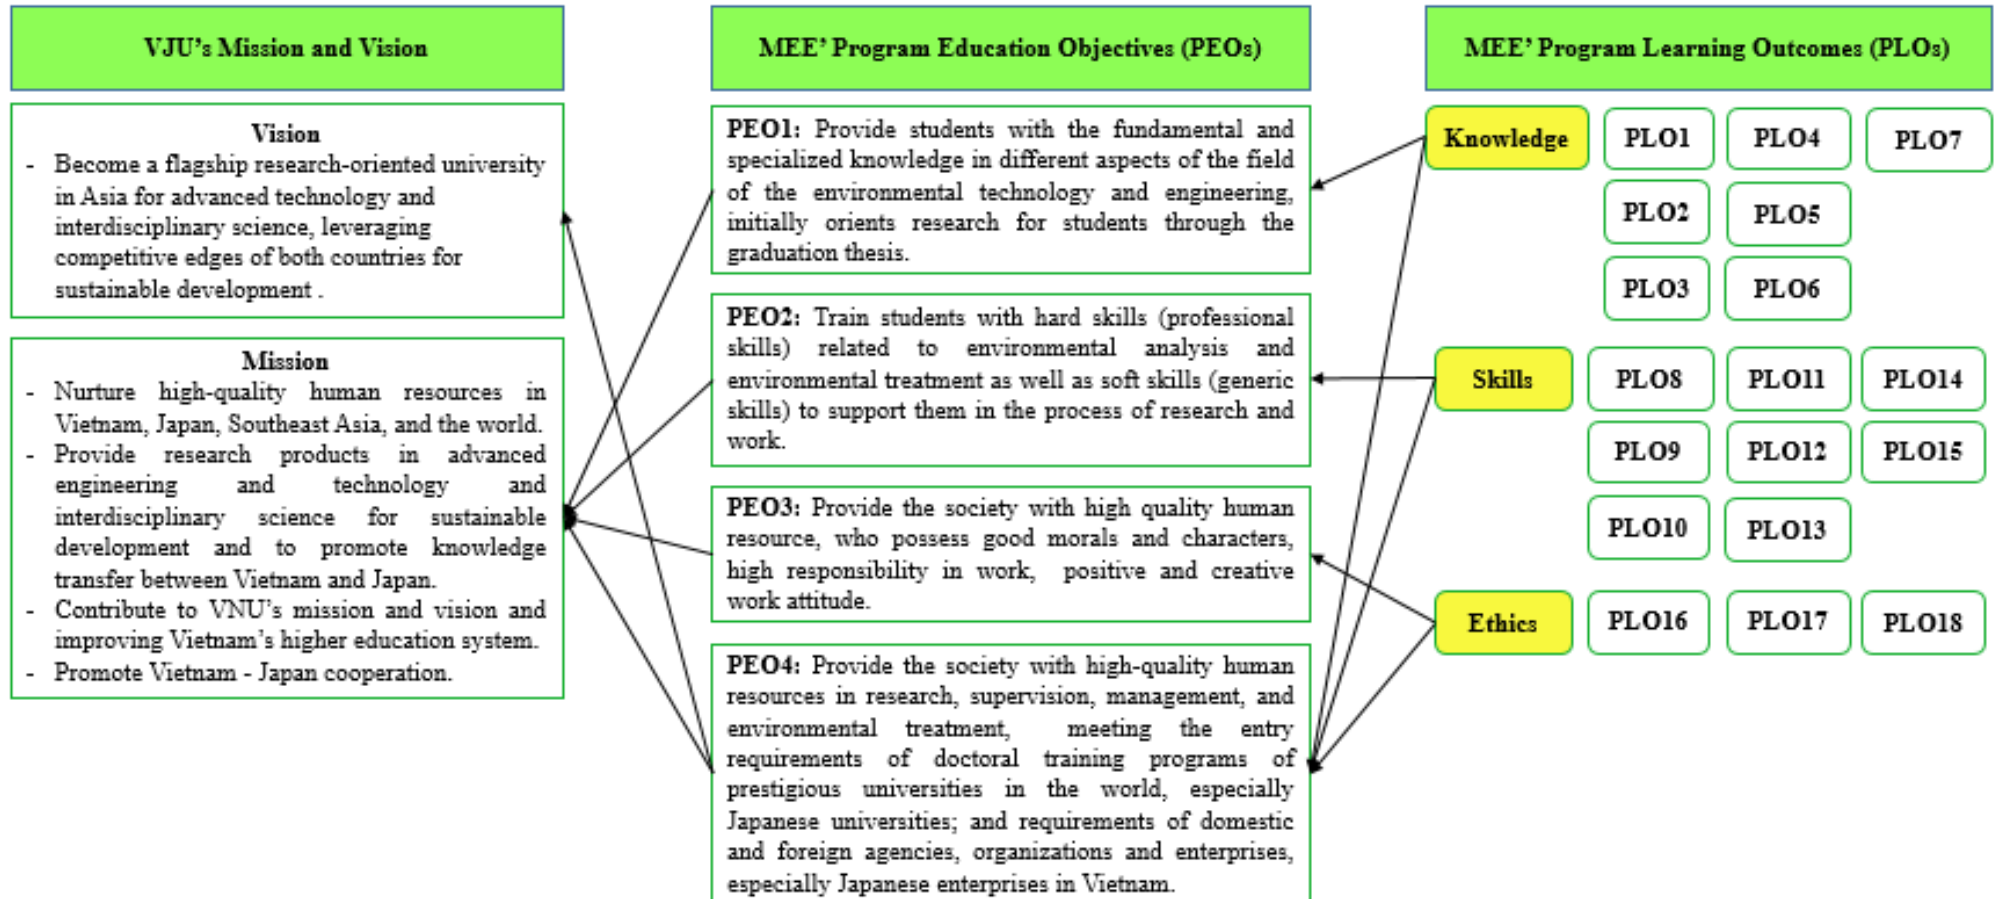 VJU's Mission and Vision
Vision
- Become a flagship research-oriented university
in Asia for advanced technology and
interdisciplinary science, leveraging
competitive edges of both countries for
sustainable development .
Mission
- Nurture high-quality human resources in
Vietnam, Japan, Southeast Asia, and the world.
- Provide research products in advanced
engineering and technology and
interdisciplinary science for sustainable
development and to promote knowledge
transfer between Vietnam and Japan.
- Contribute to VNU's mission and vision and
improving Vietnam's higher education system.
- Promote Vietnam - Japan cooperation.
MEE' Program Education Objectives (PEOs)
PEO1: Provide students with the fundamental and
specialized knowledge in different aspects of the field
of the environmental technology and engineering,
initially orients research for students through the
graduation thesis.
PEO2: Train students with hard skills (professional
skills) related to environmental analysis and
environmental treatment as well as soft skills (generic
skills) to support them in the process of research and
work.
PEO3: Provide the society with high quality human
resource, who possess good morals and characters,
high responsibility in work, positive and creative
work attitude.
PEO4: Provide the society with high-quality human
resources in research, supervision, management, and
environmental treatment, meeting the entry
requirements of doctoral training programs of
prestigious universities in the world, especially
Japanese universities; and requirements of domestic
and foreign agencies, organizations and enterprises,
especially Japanese enterprises in Vietnam.
MEE' Program Learning Outcomes (PLOs)
Knowledge PLO1 PLO4 PLO7
PLO2 PLO5
PLO3 PLO6
Skills PLO8 PLO11 PLO14
PLO9 PLO12 PLO15
PLO10 PLO13
Ethics PLO16 PLO17 PLO18